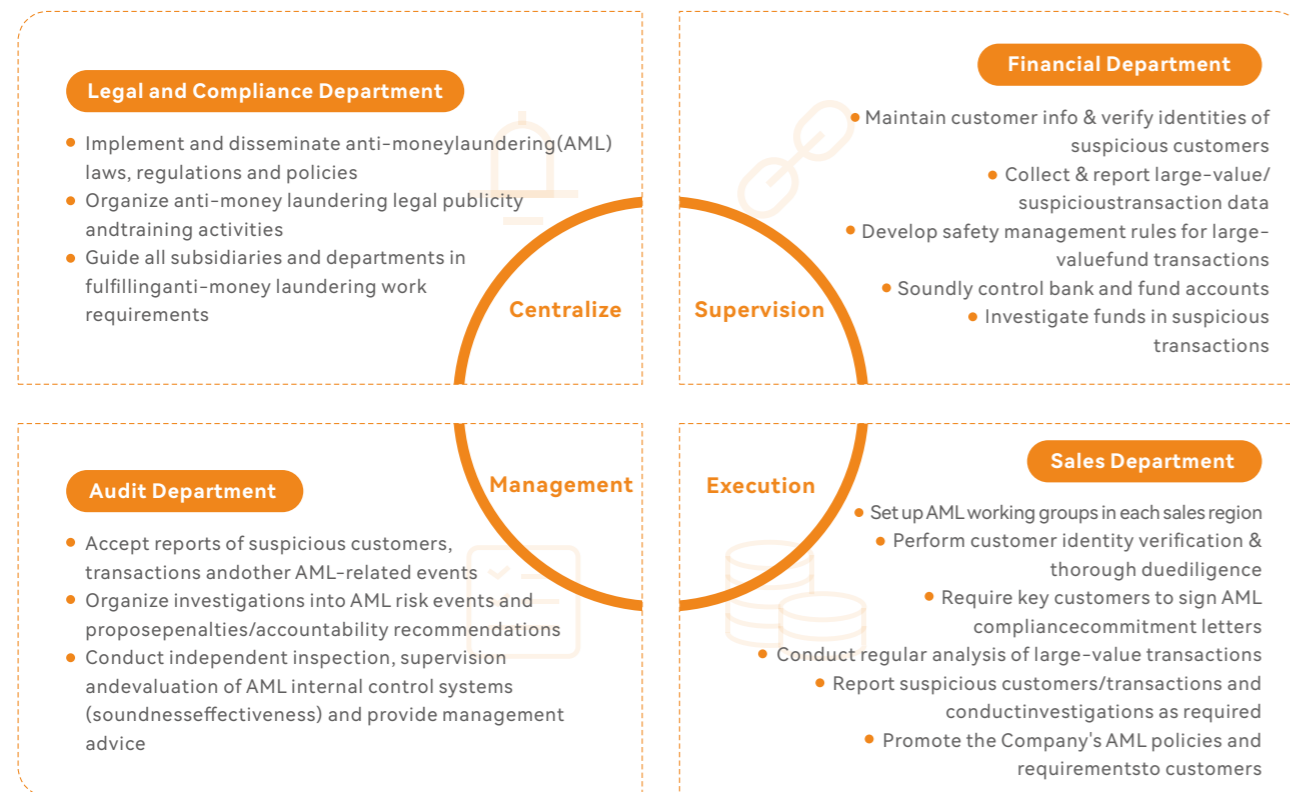 Legal and Compliance Department
Implement and disseminate anti-moneylaundering(AML)
laws, regulations and policies
Organize anti-money laundering legal publicity
andtraining activities
Guide all subsidiaries and departments in
fulfillinganti-money laundering work
requirements
Centralize
Financial Department
Maintain customer info & verify identities of
suspicious customers
Collect & report large-value/
suspicioustransaction data
Develop safety management rules for large-
valuefund transactions
Soundly control bank and fund accounts
Investigate funds in suspicious
transactions
Supervision
Management
Audit Department
Accept reports of suspicious customers,
transactions andother AML-related events
Organize investigations into AML risk events and
proposepenalties/accountability recommendations
Conduct independent inspection, supervision
andevaluation of AML internal control systems
(soundnesseffectiveness) and provide management
advice
Execution
Sales Department
Set up AML working groups in each sales region
Perform customer identity verification &
thorough duediligence
Require key customers to sign AML
compliancecommitment letters
Conduct regular analysis of large-value transactions
Report suspicious customers/transactions and
conductinvestigations as required
Promote the Company's AML policies and
requirementsto customers